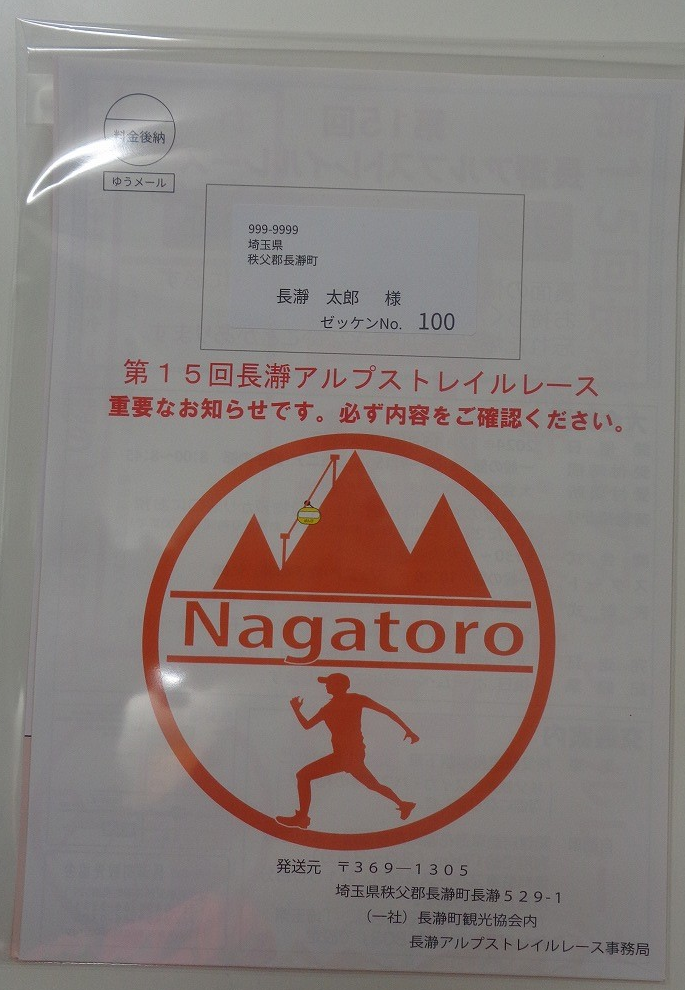 料金後納
ゆうメール
999-9999
埼玉県
秩父郡長瀞町
長瀞 太郎 様
ゼッケンNo. 100
第１５回長瀞アルプストレイルレース
重要なお知らせです。必ず内容をご確認ください。
Nagatoro
発送元 〒３６９―１３０５
埼玉県秩父郡長瀞町長瀞５２９-１
（一社）長瀞町観光協会内
長瀞アルプストレイルレース事務局